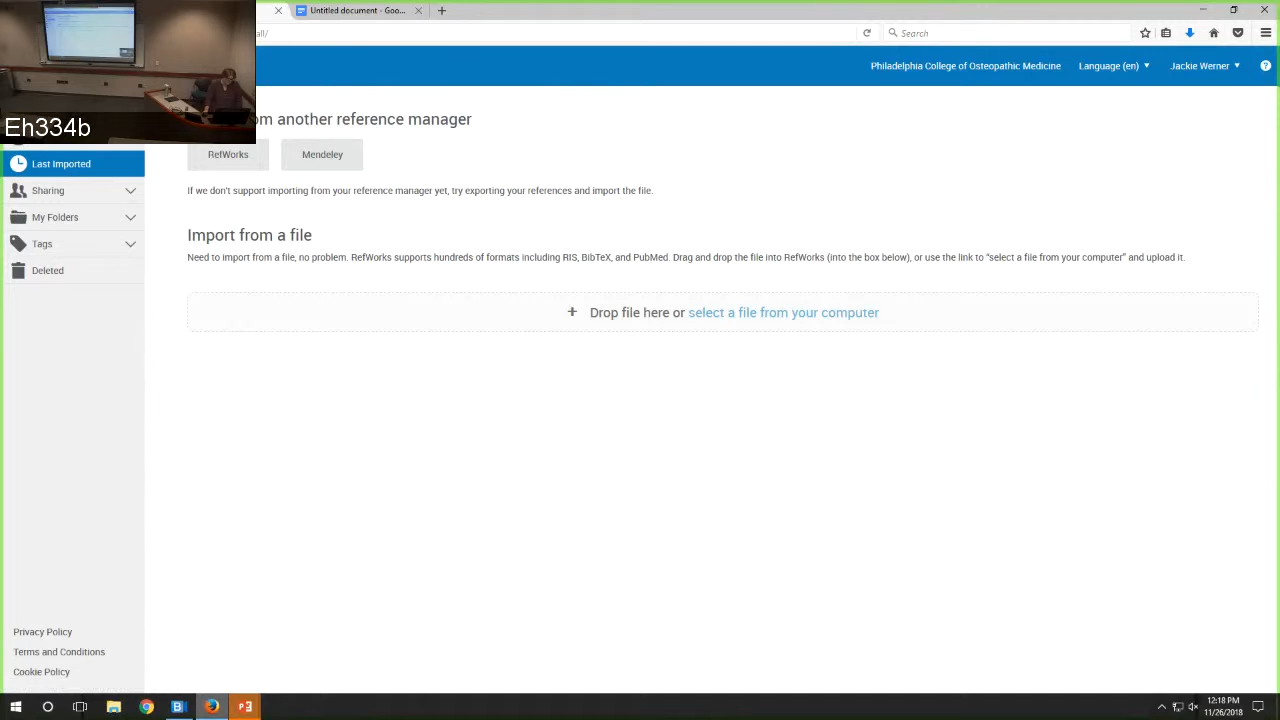 Untitled document - Goo...
all/
Search
Philadelphia College of Osteopathic Medicine
Language (en)
Jackie Werner
?
om another reference manager
Eh334b
RefWorks
Mendeley
Last Imported
Sharing
If we don't support importing from your reference manager yet, try exporting your references and import the file.
My Folders
Import from a file
Tags
Need to import from a file, no problem. RefWorks supports hundreds of formats including RIS, BibTeX, and PubMed. Drag and drop the file into RefWorks (into the box below), or use the link to "select a file from your computer" and upload it.
Deleted
+ Drop file here or select a file from your computer
Privacy Policy
Terms and Conditions
Cookie Policy
12:18 PM
11/26/2018